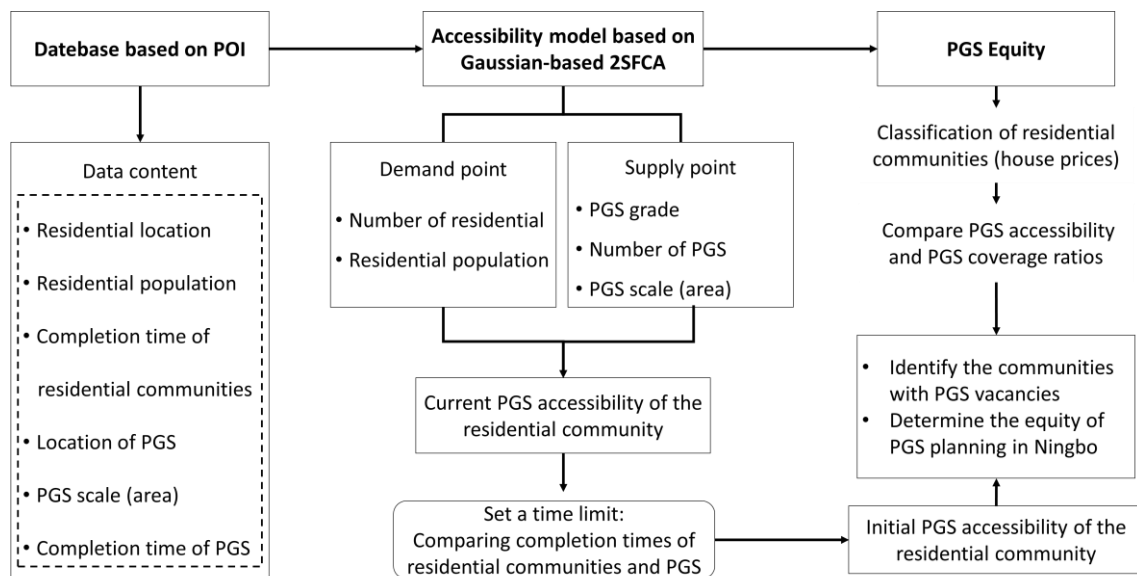 Datebase based on POI
Data content
• Residential location
• Residential population
• Completion time of
residential communities
• Location of PGS
• PGS scale (area)
• Completion time of PGS
Accessibility model based on
Gaussian-based 2SFCA
Demand point
• Number of residential
• Residential population
Supply point
• PGS grade
• Number of PGS
• PGS scale (area)
Current PGS accessibility of the
residential community
Set a time limit:
Comparing completion times of
residential communities and PGS
PGS Equity
Classification of residential
communities (house prices)
Compare PGS accessibility
and PGS coverage ratios
• Identify the communities
with PGS vacancies
• Determine the equity of
PGS planning in Ningbo
Initial PGS accessibility of the
residential community